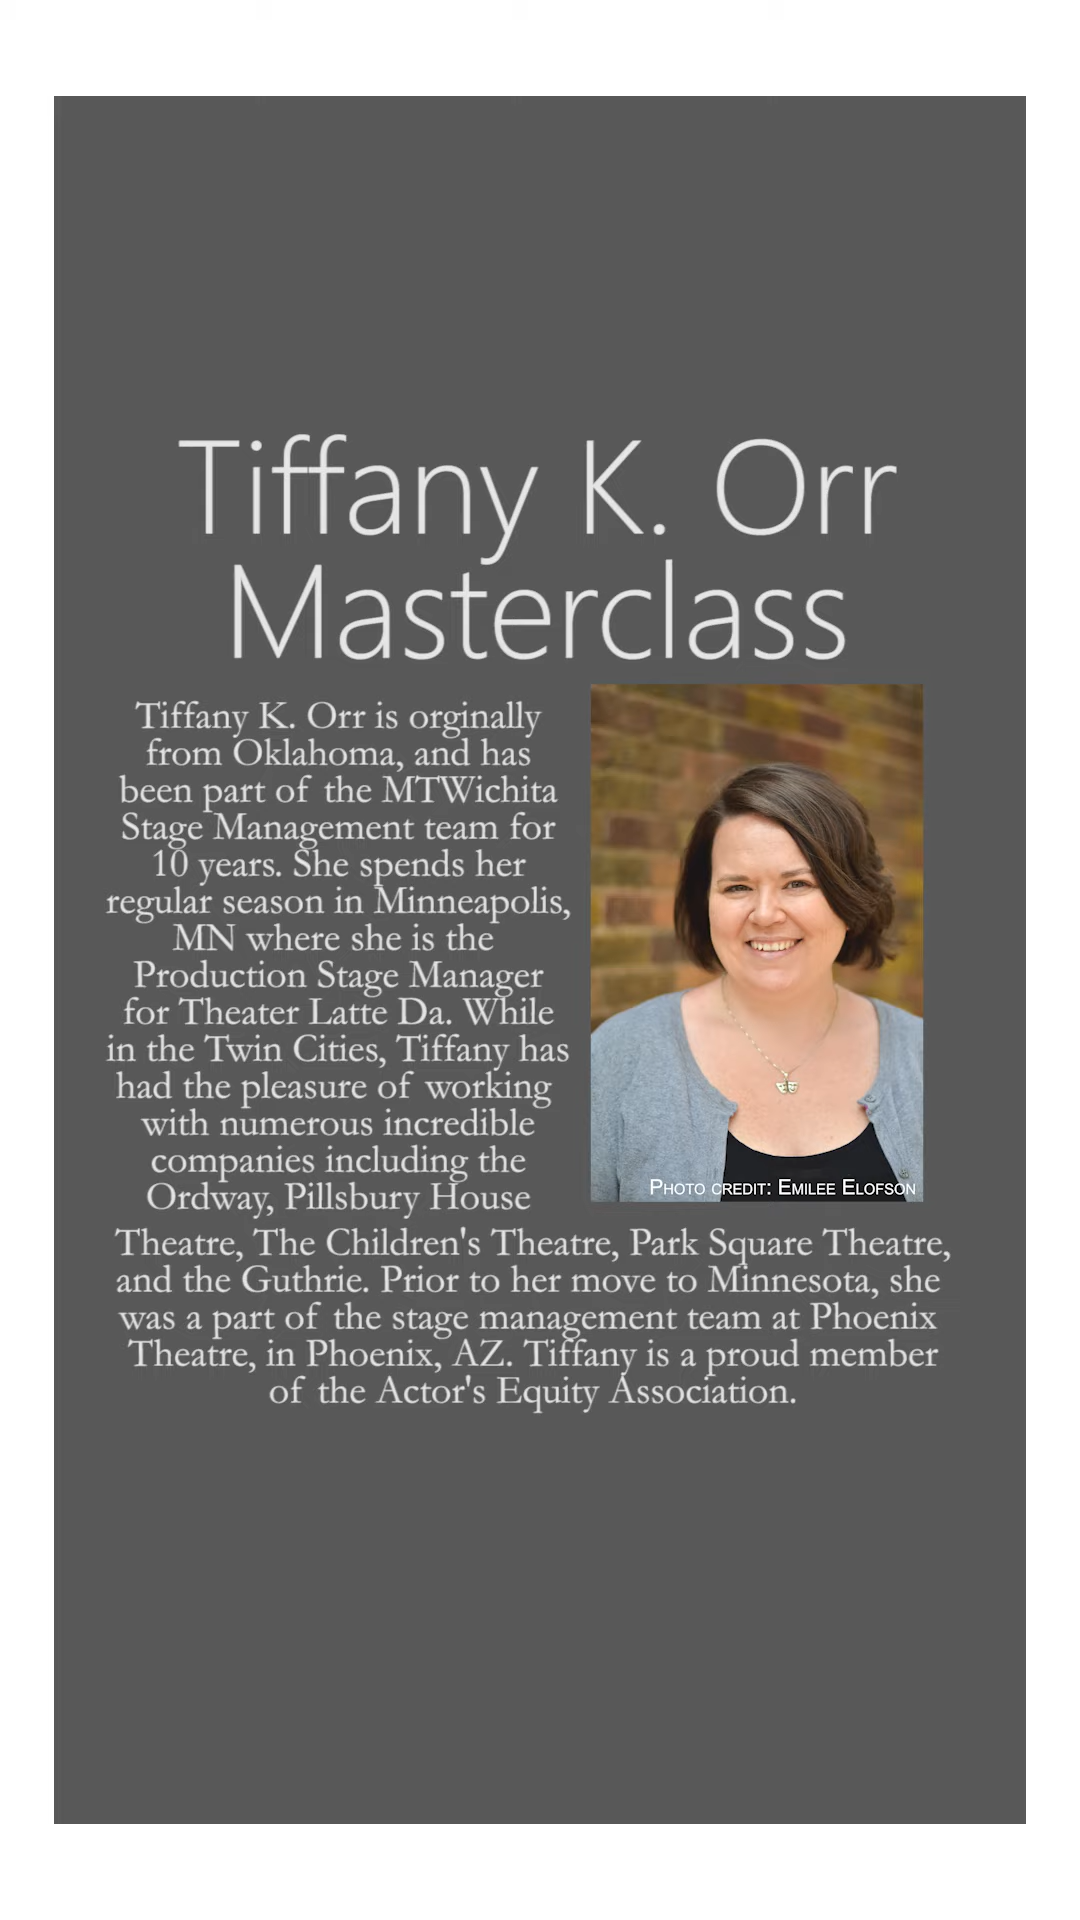 Tiffany K. Orr
Masterclass
Tiffany K. Orr is orginally
from Oklahoma, and has
been part of the MTWichita
Stage Management team for
10 years. She spends her
regular season in Minneapolis,
MN where she is the
Production Stage Manager
for Theater Latte Da. While
in the Twin Cities, Tiffany has
had the pleasure of working
with numerous incredible
companies including the
Ordway, Pillsbury House
PHOTO CREDIT: EMILEE ELOFSON
Theatre, The Children's Theatre, Park Square Theatre,
and the Guthrie. Prior to her move to Minnesota, she
was a part of the stage management team at Phoenix
Theatre, in Phoenix, AZ. Tiffany is a proud member
of the Actor's Equity Association.